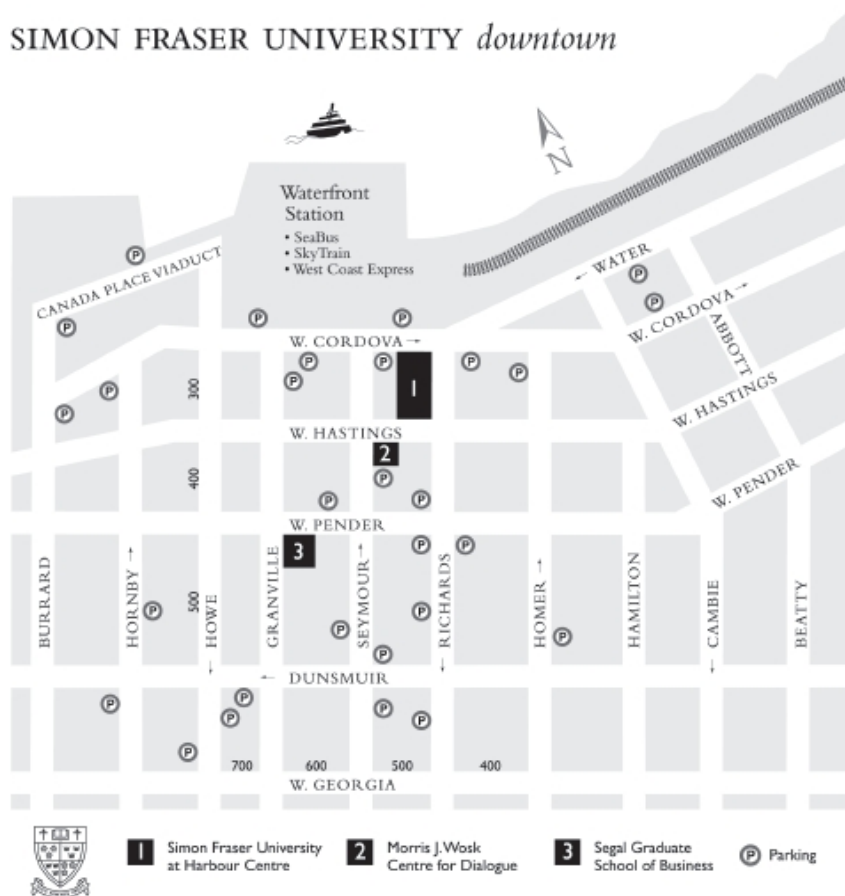 SIMON FRASER UNIVERSITY downtown
N
Waterfront
Station
• SeaBus
• SkyTrain
• West Coast Express
CANADA PLACE VIADUCT
WATER
W. CORDOVA
ABBOTT
W. HASTINGS
W. PENDER
P
P
P
P
P
P
P
P
W. CORDOVA
300
P
P
P
P
P
1
W. HASTINGS
400
2
P
P
P
W. PENDER
3
P
P
BURRARD
HORNBY
500
HOWE
GRANVILLE
SEYMOUR
RICHARDS
HOMER
HAMILTON
CAMBIE
BEATTY
P
P
P
P
P
DUNSMUIR
P
P
P
P
P
P
700
600
500
400
W. GEORGIA
1 Simon Fraser University
at Harbour Centre
2 Morris J. Wosk
Centre for Dialogue
3 Segal Graduate
School of Business
P Parking